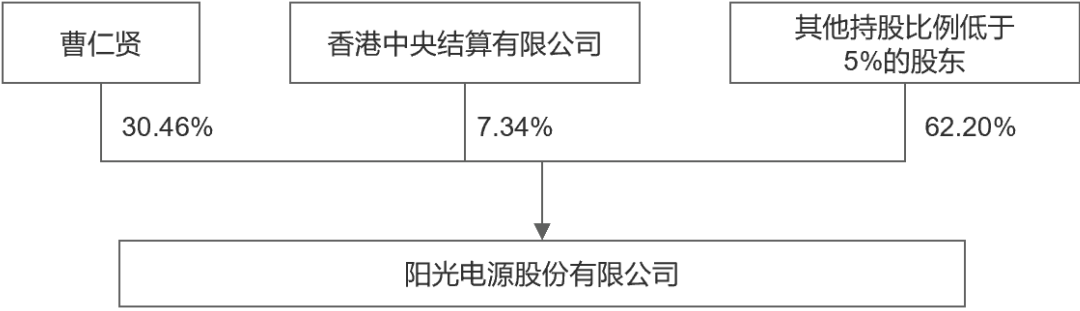 曹仁贤
香港中央结算有限公司
其他持股比例低于
5%的股东
30.46%
7.34%
62.20%
阳光电源股份有限公司